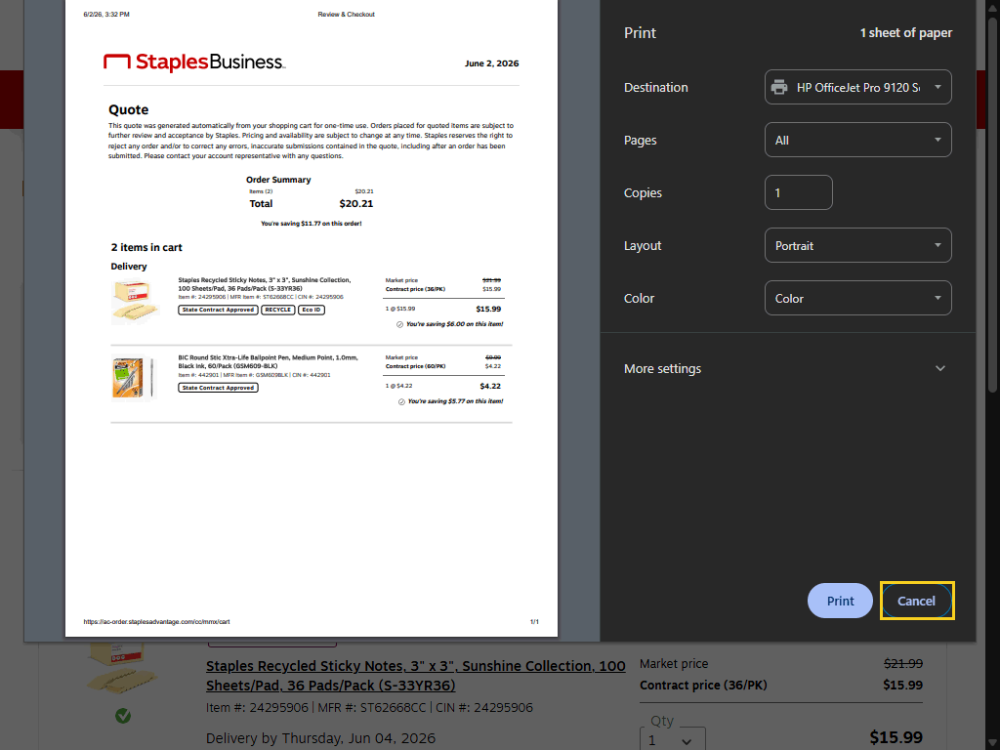 6/2/26, 3:32 PM
Review & Checkout
StaplesBusiness.
June 2, 2026
Quote
This quote was generated automatically from your shopping cart for one-time use. Orders placed for quoted items are subject to
further review and acceptance by Staples. Pricing and availability are subject to change at any time. Staples reserves the right to
reject any order and/or to correct any errors, inaccurate submissions contained in the quote, including after an order has been
submitted. Please contact your account representative with any questions.
Order Summary
Items (2) $20.21
Total $20.21
You're saving $11.77 on this order!
2 items in cart
Delivery
Staples Recycled Sticky Notes, 3" x 3", Sunshine Collection,
100 Sheets/Pad, 36 Pads/Pack (S-33YR36)
Item #: 24295906 | MFR Item #: ST62668CC | CIN #: 24295906
State Contract Approved RECYCLE Eco ID
Market price $21.99
Contract price (36/PK) $15.99
1 @ $15.99 $15.99
You're saving $6.00 on this item!
BIC Round Stic Xtra-Life Ballpoint Pen, Medium Point, 1.0mm,
Black Ink, 60/Pack (GSM609-BLK)
Item #: 442901 | MFR Item #: GSM609BLK | CIN #: 442901
State Contract Approved
Market price $9.99
Contract price (60/PK) $4.22
1 @ $4.22 $4.22
You're saving $5.77 on this item!
https://ac-order.staplesadvantage.com/cc/mmx/cart
1/1
Print 1 sheet of paper
Destination HP OfficeJet Pro 9120 S
Pages All
Copies 1
Layout Portrait
Color Color
More settings
Print Cancel
Staples Recycled Sticky Notes, 3" x 3", Sunshine Collection, 100
Sheets/Pad, 36 Pads/Pack (S-33YR36)
Item #: 24295906 | MFR #: ST62668CC | CIN #: 24295906
Delivery by Thursday, Jun 04, 2026
Market price $21.99
Contract price (36/PK) $15.99
Qty
1
$15.99